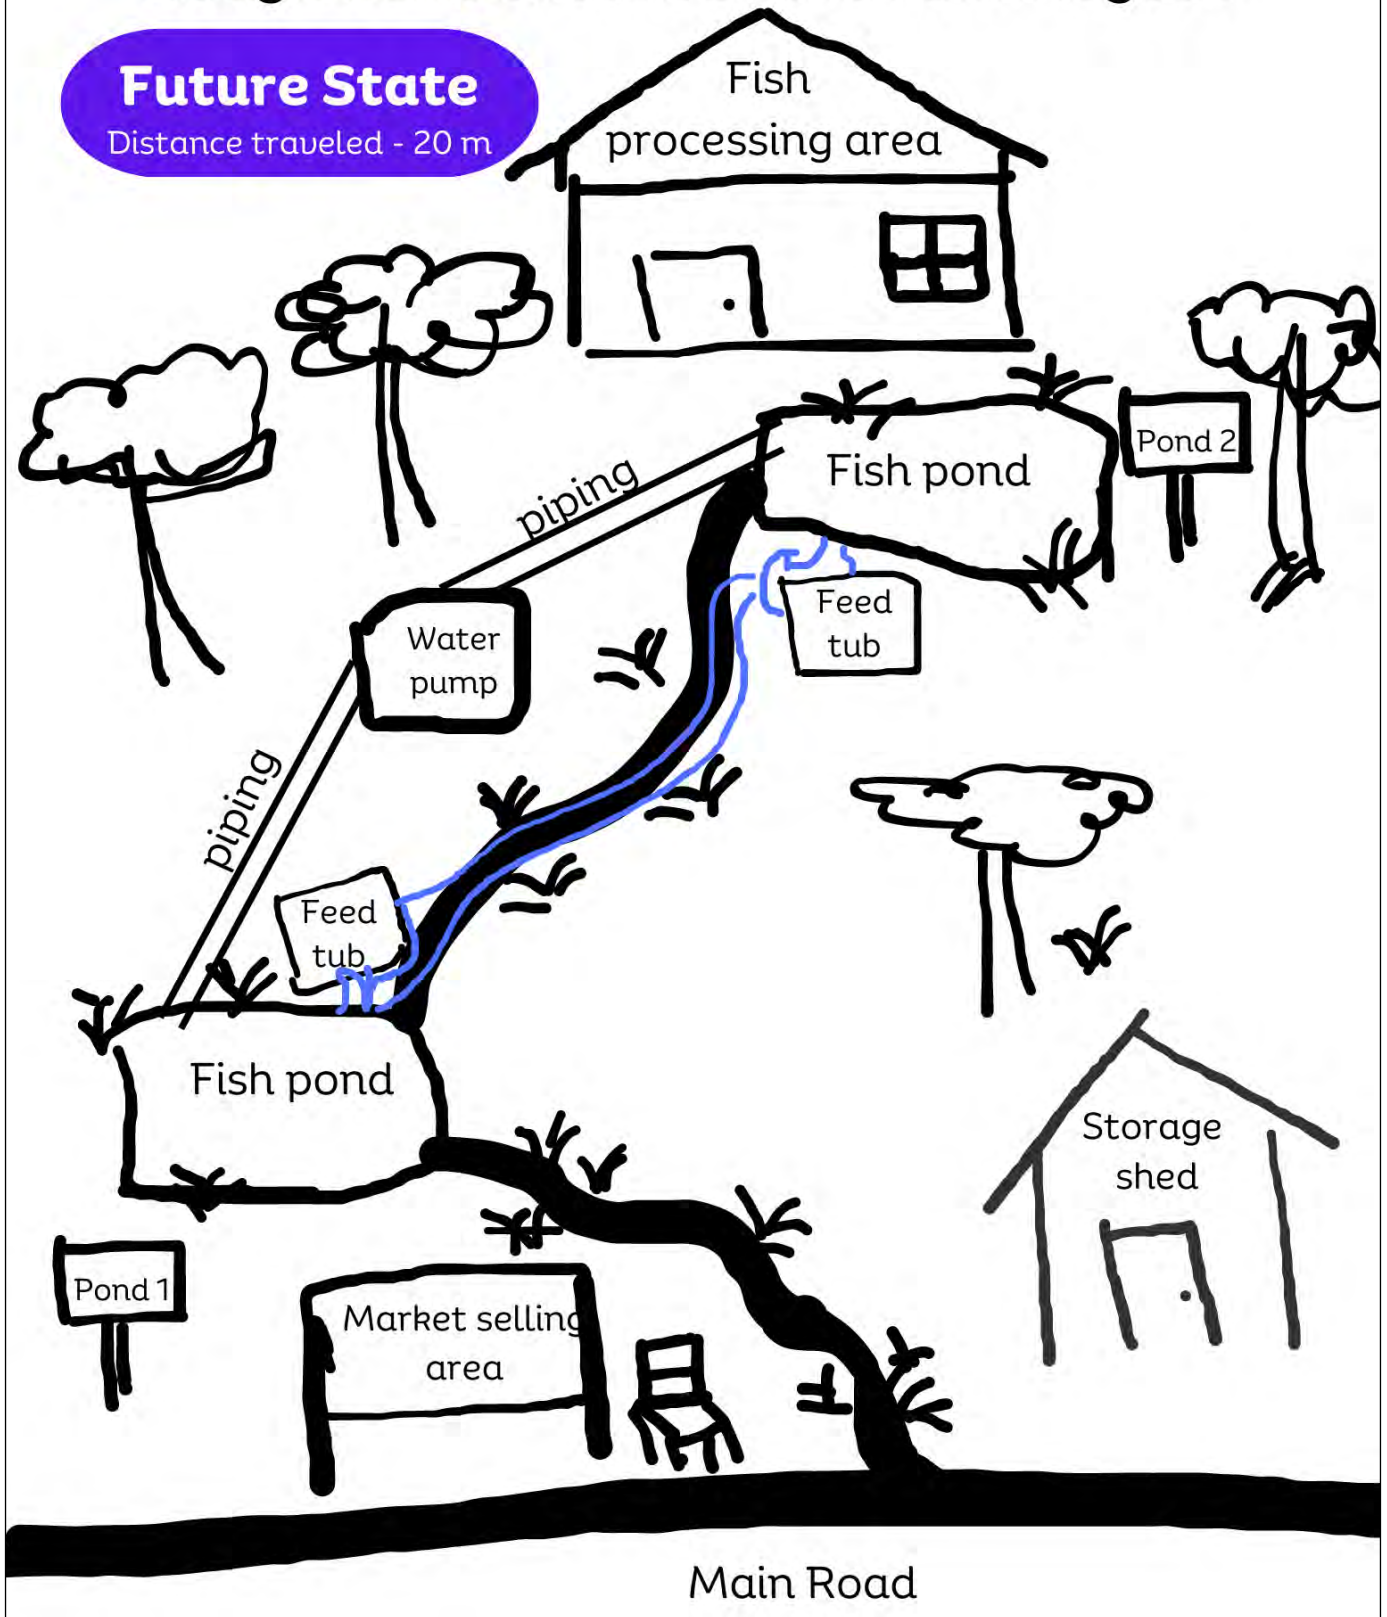 Future State
Distance traveled - 20 m
Fish
processing area
Pond 2
Fish pond
piping
Feed
tub
Water
pump
piping
Feed
tub
Fish pond
Storage
shed
Pond 1
Market selling
area
Main Road